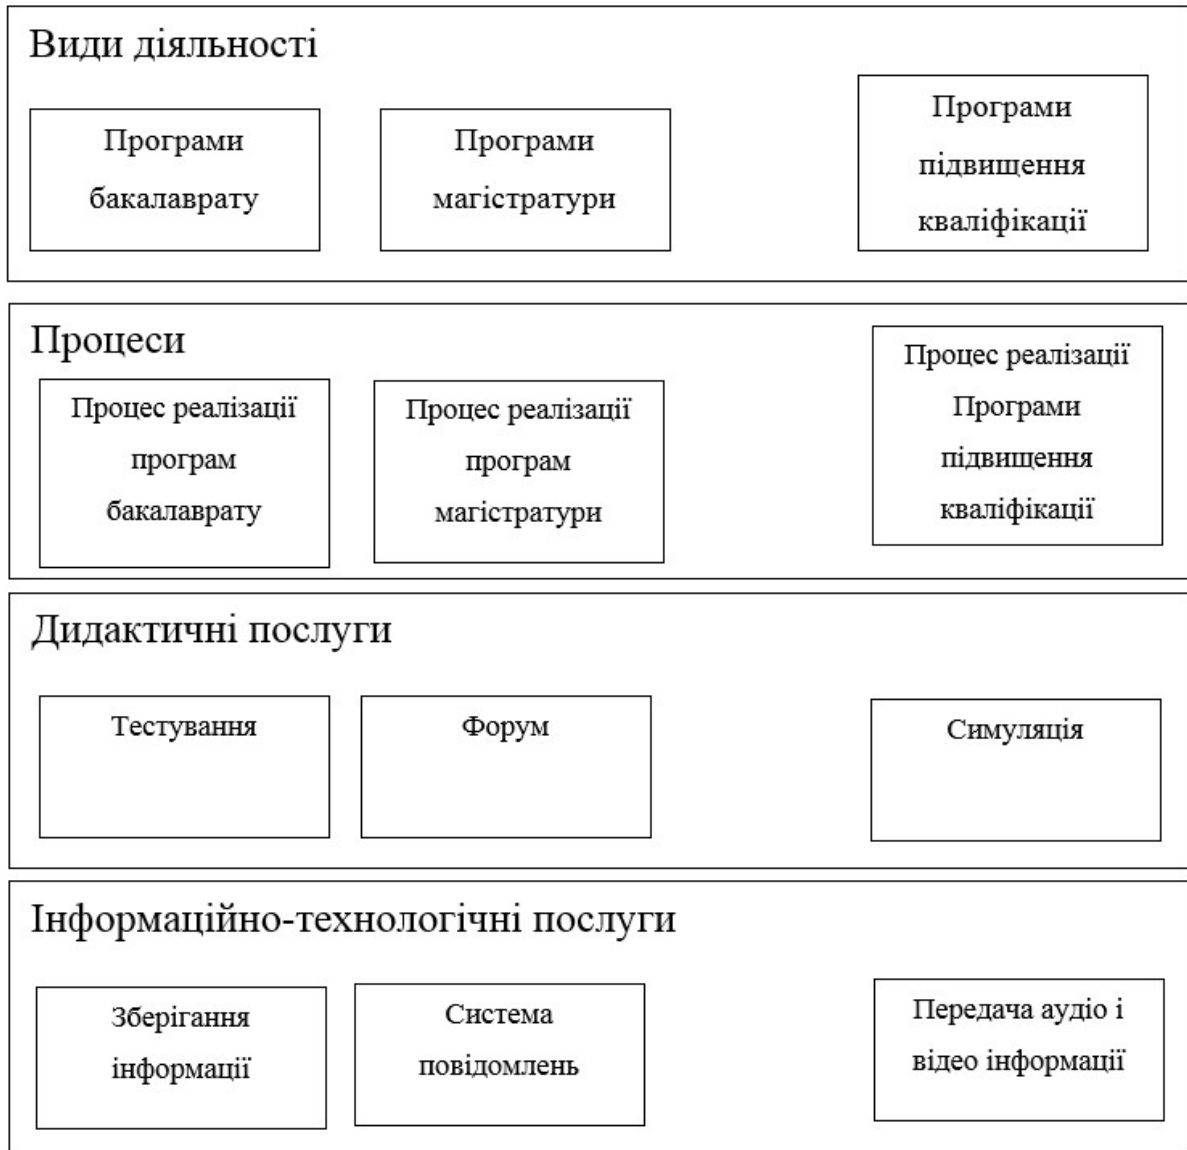 Види діяльності
Програми
бакалаврату
Програми
магістратури
Програми
підвищення
кваліфікації
Процеси
Процес реалізації
програм
бакалаврату
Процес реалізації
програм
магістратури
Процес реалізації
Програми
підвищення
кваліфікації
Дидактичні послуги
Тестування
Форум
Симуляція
Інформаційно-технологічні послуги
Зберігання
інформації
Система
повідомлень
Передача аудіо і
відео інформації